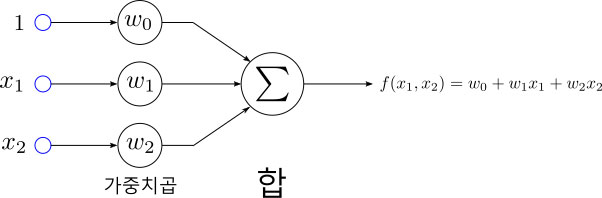 1 w₀
x₁ w₁ ∑ f(x₁, x₂) = w₀ + w₁x₁ + w₂x₂
x₂ w₂
가중치곱
합